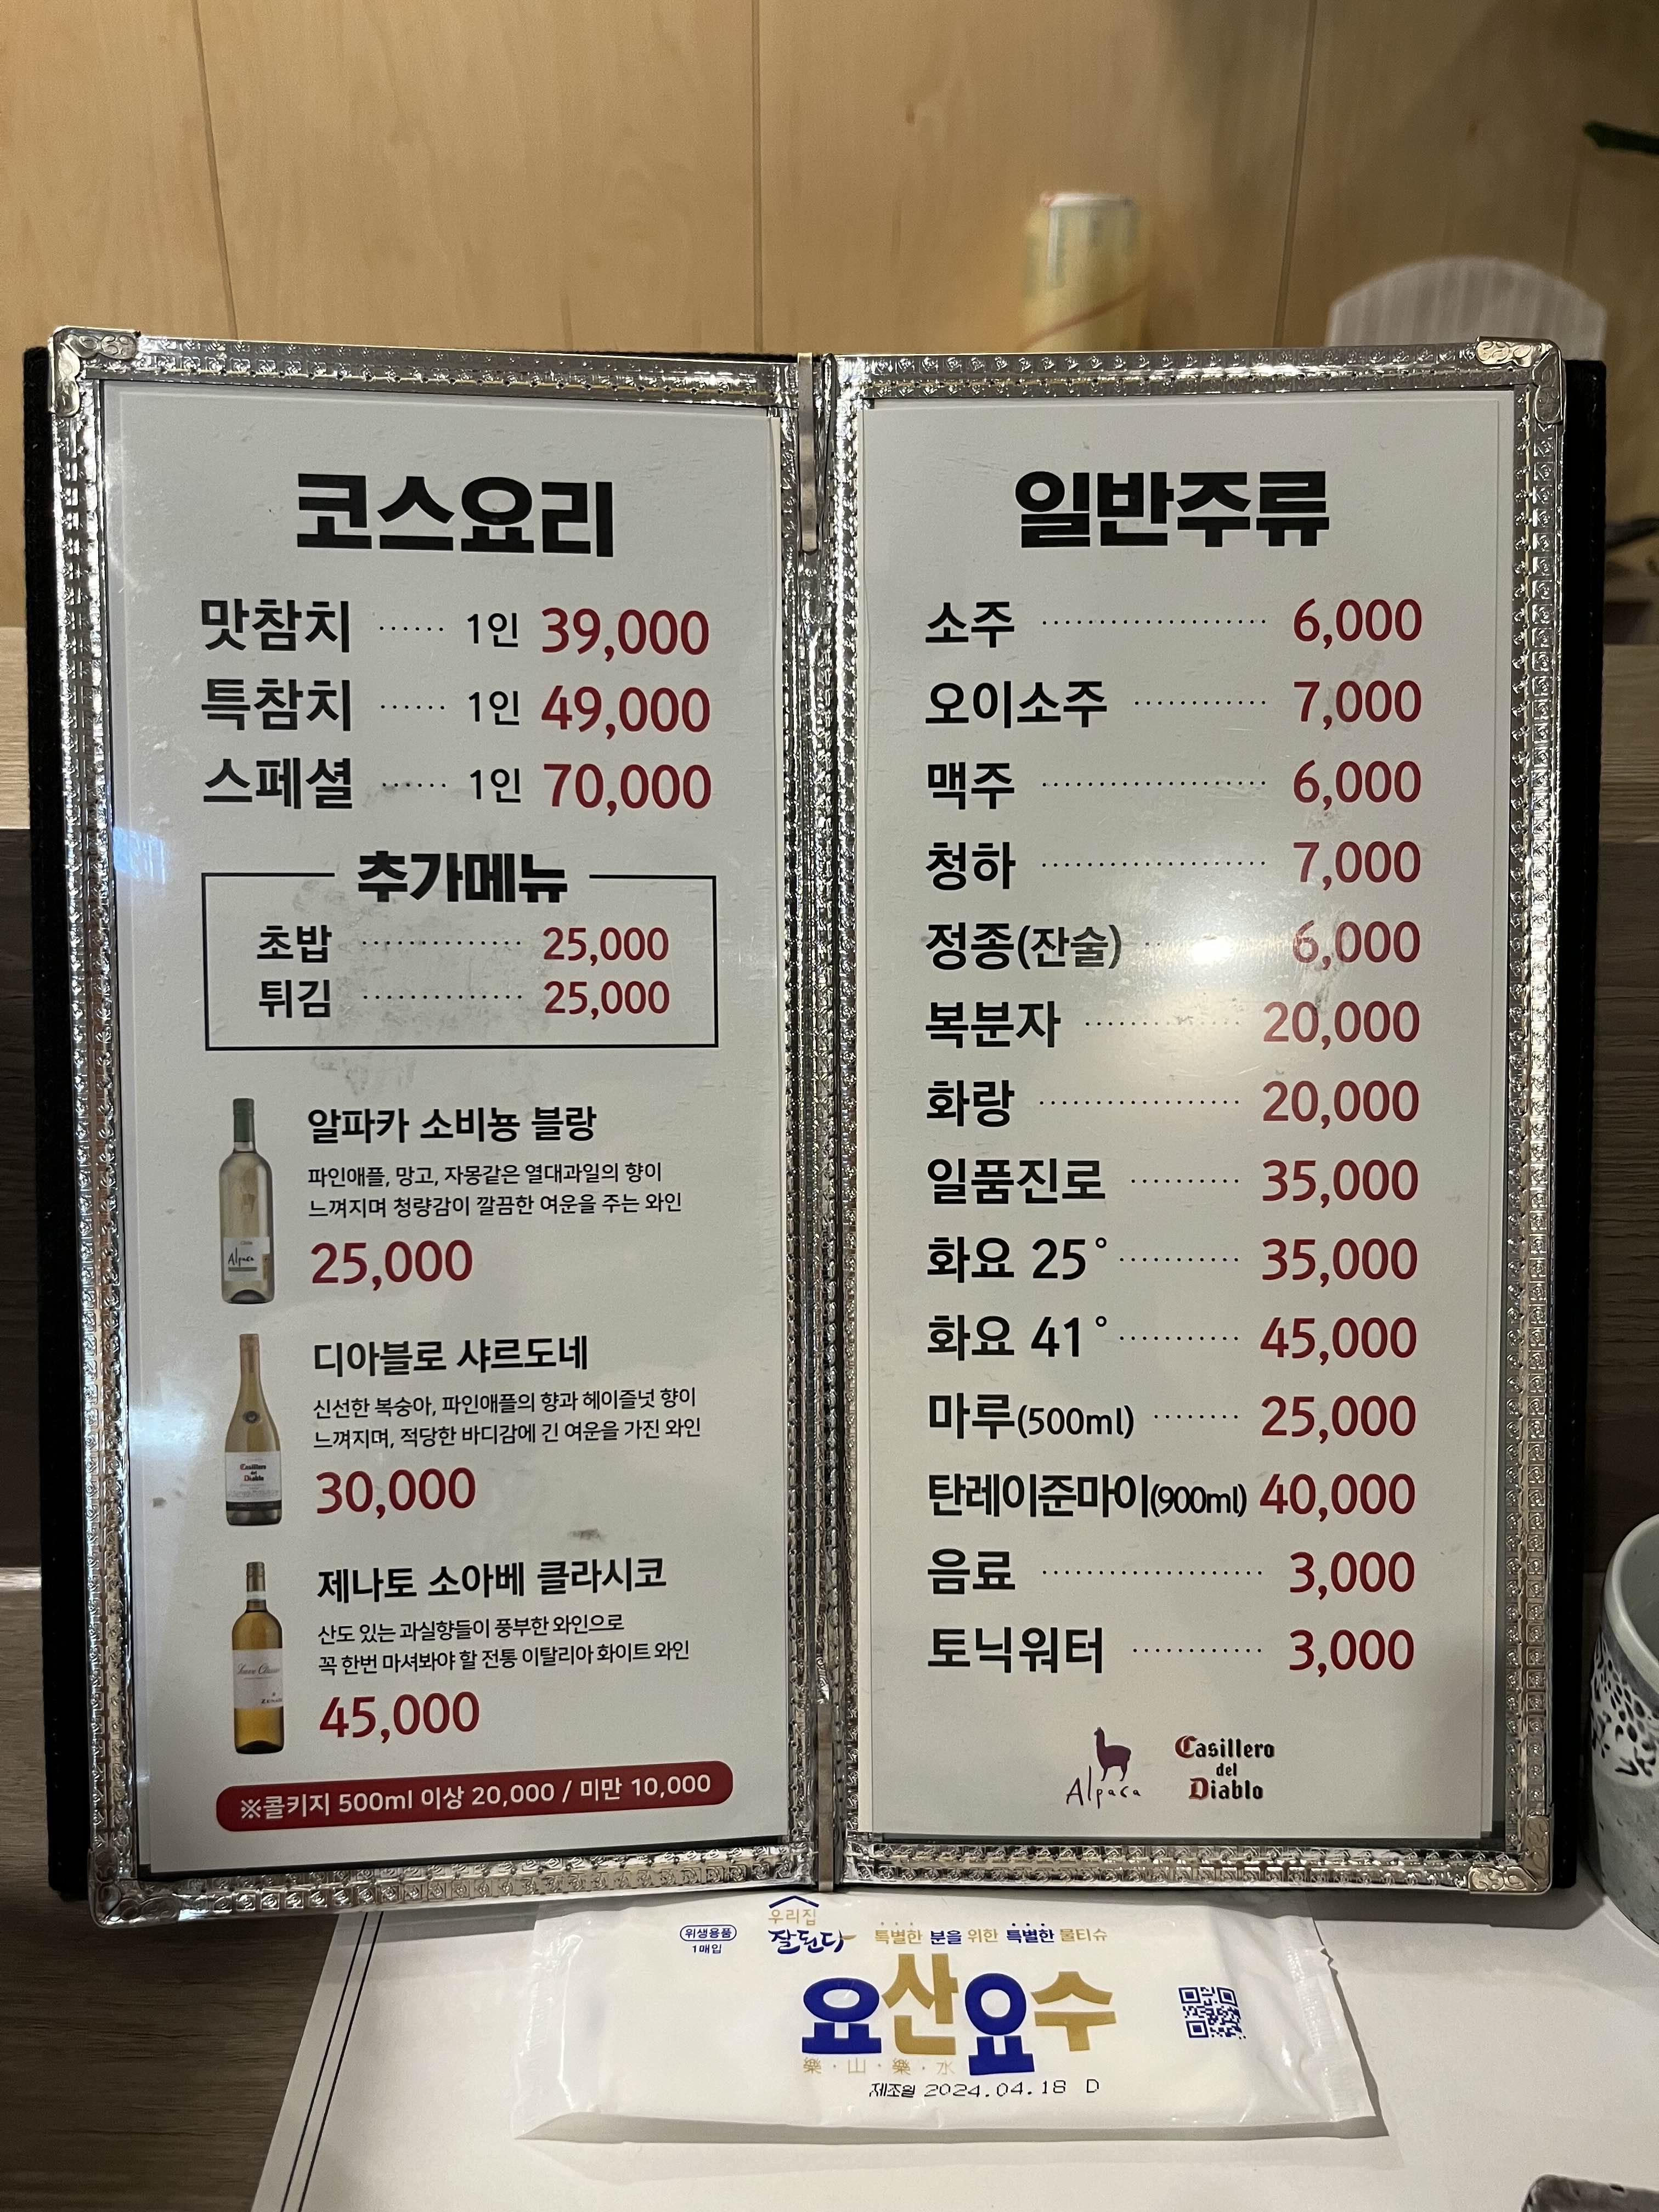 코스요리
맛참치 ······ 1인 39,000
특참치 ······ 1인 49,000
스페셜 ······ 1인 70,000
추가메뉴
초밥 ·············· 25,000
튀김 ·············· 25,000
알파카 소비뇽 블랑
파인애플, 망고, 자몽같은 열대과일의 향이
느껴지며 청량감이 깔끔한 여운을 주는 와인
25,000
Alpaca
디아블로 샤르도네
신선한 복숭아, 파인애플의 향과 헤이즐넛 향이
느껴지며, 적당한 바디감에 긴 여운을 가진 와인
30,000
Casillero
del
Diablo
제나토 소아베 클라시코
산도 있는 과실향들이 풍부한 와인으로
꼭 한번 마셔봐야 할 전통 이탈리아 화이트 와인
45,000
※콜키지 500ml 이상 20,000 / 미만 10,000
일반주류
소주 ···················· 6,000
오이소주 ············ 7,000
맥주 ···················· 6,000
청하 ···················· 7,000
정종(잔술) ·········· 6,000
복분자 ·············· 20,000
화랑 ·················· 20,000
일품진로 ·········· 35,000
화요 25° ··········· 35,000
화요 41° ··········· 45,000
마루(500ml) ········ 25,000
탄레이준마이(900ml) 40,000
음료 ···················· 3,000
토닉워터 ············ 3,000
Alpaca
Casillero
del
Diablo
위생용품
1매입
우리집
잘된다
특별한 분을 위한 특별한 물티슈
요산요수
樂·山·樂·水
제조일 2024.04.18 D